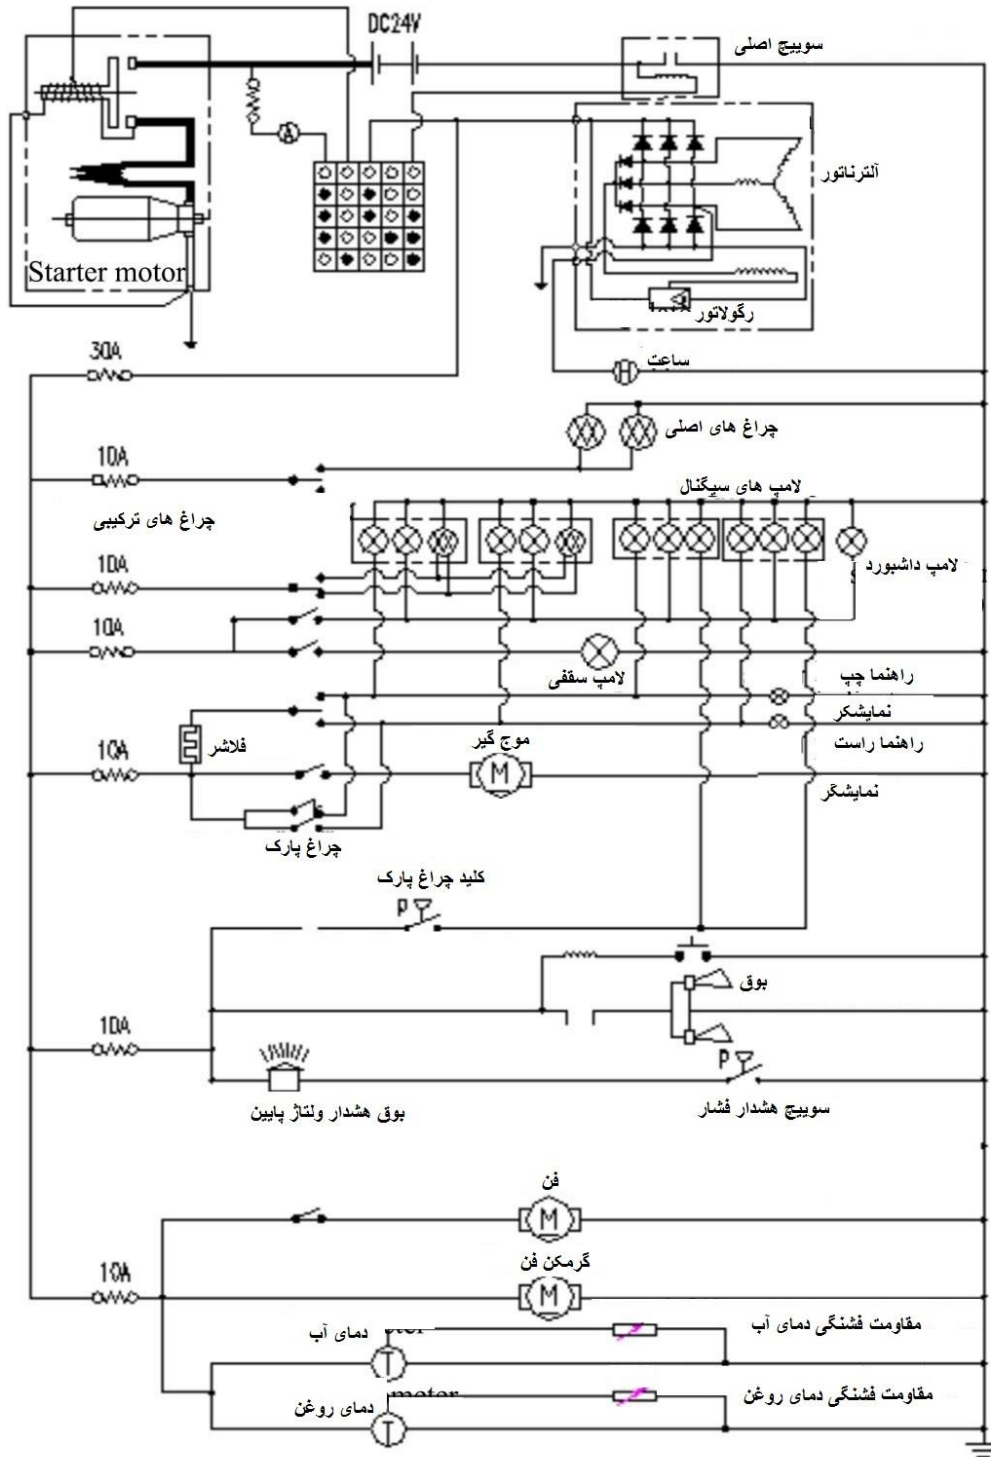 DC24V
سوییچ اصلی
A
آلترناتور
Starter motor
رگولاتور
ساعت
H
30A
چراغ های اصلی
10A
لامپ های سیگنال
چراغ های ترکیبی
لامپ داشبورد
10A
10A
لامپ سقفی
راهنما چپ
نمایشکر
راهنما راست
نمایشگر
فلاشر
موج گیر
M
10A
چراغ پارک
کلید چراغ پارک
P
بوق
10A
P
بوق هشدار ولتاژ پایین
سوییچ هشدار فشار
فن
M
گرمکن فن
10A
M
دمای آب
مقاومت فشنگی دمای آب
T
دمای روغن
مقاومت فشنگی دمای روغن
T